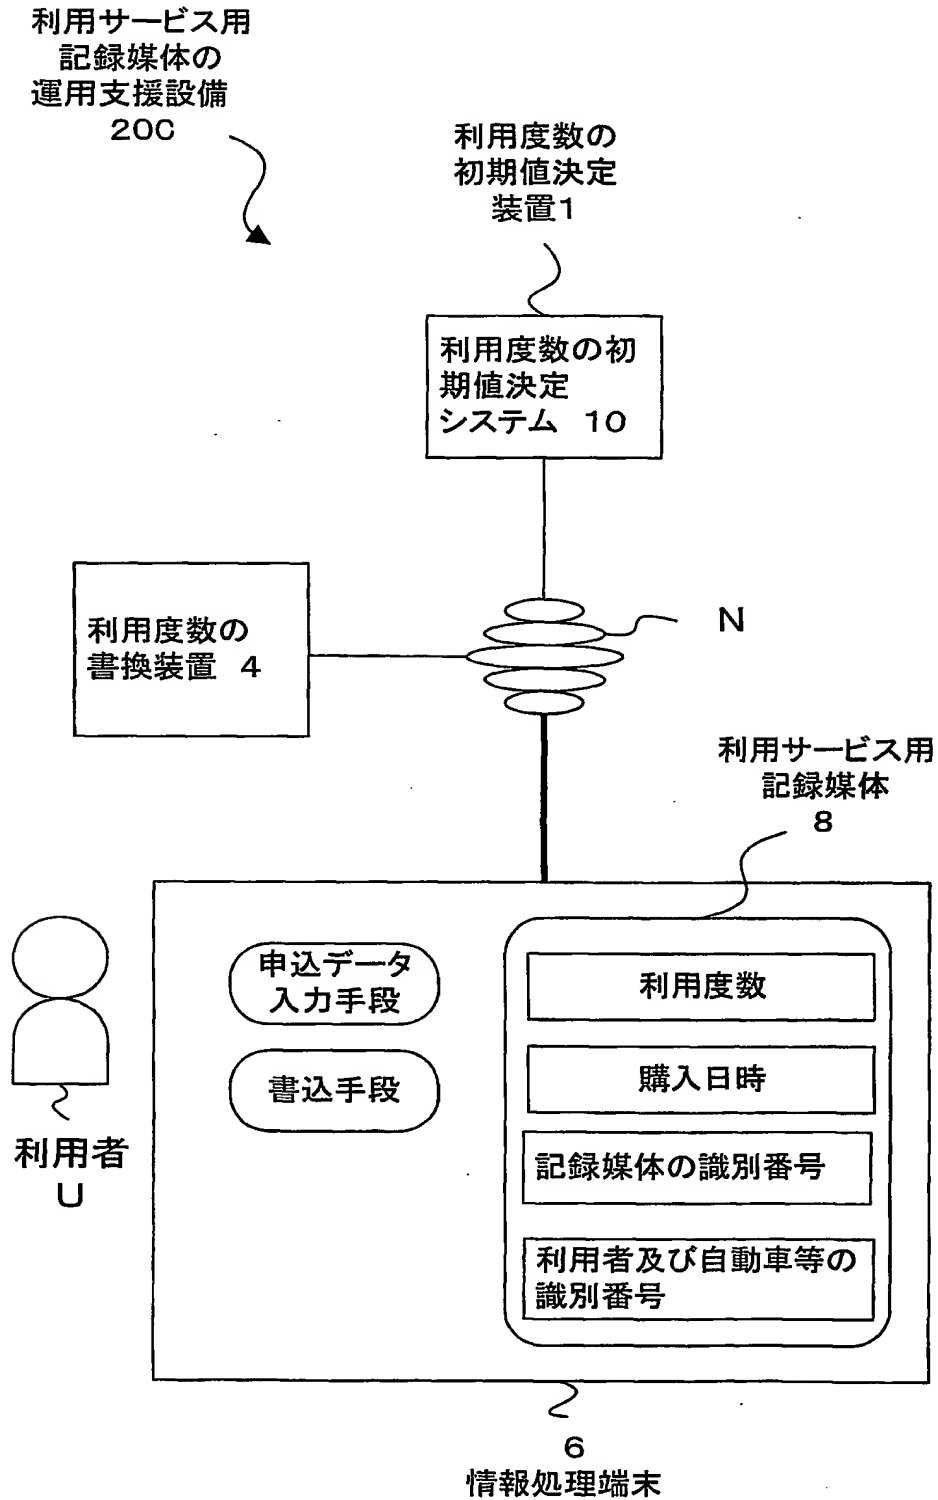 利用サービス用
記録媒体の
運用支援設備
20C
利用度数の
初期値決定
装置1
利用度数の初
期値決定
システム 10
利用度数の
書換装置 4
N
利用サービス用
記録媒体
8
申込データ
入力手段
書込手段
利用度数
購入日時
記録媒体の識別番号
利用者及び自動車等の
識別番号
利用者
U
6
情報処理端末